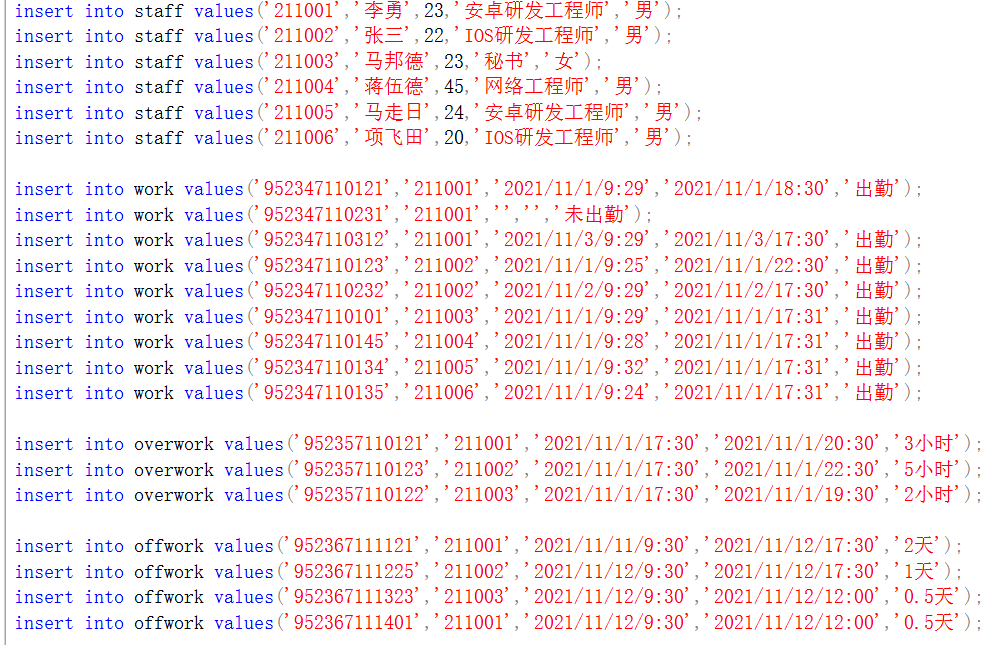 insert into staff values('211001','李勇',23,'安卓研发工程师','男');
insert into staff values('211002','张三',22,'IOS研发工程师','男');
insert into staff values('211003','马邦德',23,'秘书','女');
insert into staff values('211004','蒋伍德',45,'网络工程师','男');
insert into staff values('211005','马走日',24,'安卓研发工程师','男');
insert into staff values('211006','项飞田',20,'IOS研发工程师','男');
insert into work values('952347110121','211001','2021/11/1/9:29','2021/11/1/18:30','出勤');
insert into work values('952347110231','211001','','','未出勤');
insert into work values('952347110312','211001','2021/11/3/9:29','2021/11/3/17:30','出勤');
insert into work values('952347110123','211002','2021/11/1/9:25','2021/11/1/22:30','出勤');
insert into work values('952347110232','211002','2021/11/2/9:29','2021/11/2/17:30','出勤');
insert into work values('952347110101','211003','2021/11/1/9:29','2021/11/1/17:31','出勤');
insert into work values('952347110145','211004','2021/11/1/9:28','2021/11/1/17:31','出勤');
insert into work values('952347110134','211005','2021/11/1/9:32','2021/11/1/17:31','出勤');
insert into work values('952347110135','211006','2021/11/1/9:24','2021/11/1/17:31','出勤');
insert into overwork values('952357110121','211001','2021/11/1/17:30','2021/11/1/20:30','3小时');
insert into overwork values('952357110123','211002','2021/11/1/17:30','2021/11/1/22:30','5小时');
insert into overwork values('952357110122','211003','2021/11/1/17:30','2021/11/1/19:30','2小时');
insert into offwork values('952367111121','211001','2021/11/11/9:30','2021/11/12/17:30','2天');
insert into offwork values('952367111225','211002','2021/11/12/9:30','2021/11/12/17:30','1天');
insert into offwork values('952367111323','211003','2021/11/12/9:30','2021/11/12/12:00','0.5天');
insert into offwork values('952367111401','211001','2021/11/12/9:30','2021/11/12/12:00','0.5天');